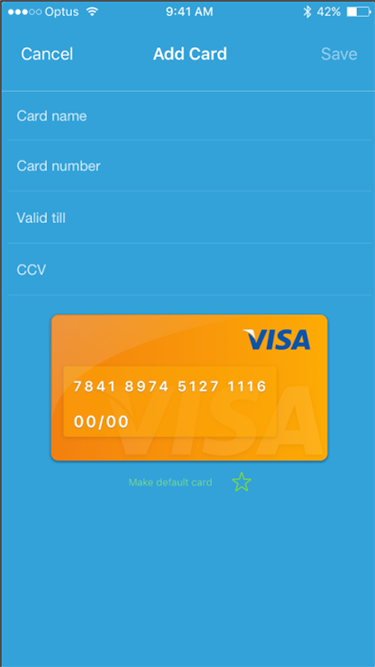 Optus 9:41 AM 42%
Cancel Add Card Save
Card name
Card number
Valid till
CCV
VISA
7841 8974 5127 1116
00/00
VISA
Make default card